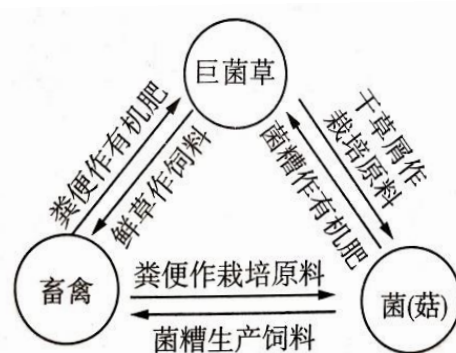 巨菌草
粪便作有机肥
鲜草作饲料
菌糟作有机肥
干草屑作
栽培原料
畜禽
粪便作栽培原料
菌糟生产饲料
菌(菇)